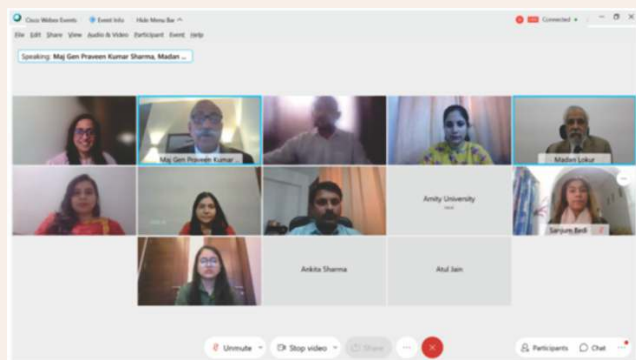 Cisco Webex Events
Event Info
Hide Menu Bar
Connected
File Edit Share View Audio & Video Participant Event Help
Speaking: Maj Gen Praveen Kumar Sharma, Madan ...
Maj Gen Praveen Kumar ...
Madan Lokur
Amity University
Sanjure Bedi
Ankita Sharma
Atul Jain
Unmute
Stop video
Share
Participants
Chat